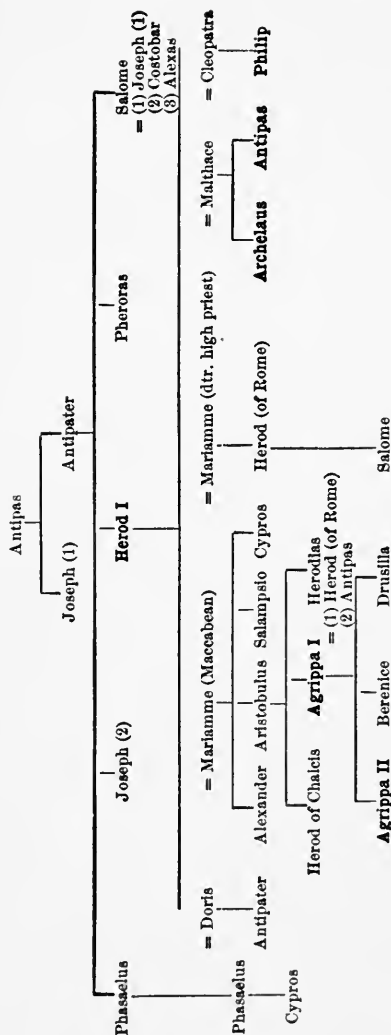 Antipas
Joseph (1) Antipater
Phasaelus Joseph (2) Herod I Pheroras Salome
= (1) Joseph (1)
(2) Costobar
(3) Alexas
= Doris = Mariamme (Maccabean) = Mariamme (dtr. high priest) = Malthace = Cleopatra
Phasaelus Antipater Alexander Aristobulus Salampsio Cypros Herod (of Rome) Archelaus Antipas Philip
Cypros Herod of Chalcis Agrippa I Herodias
= (1) Herod (of Rome)
(2) Antipas
Agrippa II Berenice Drusilla Salome